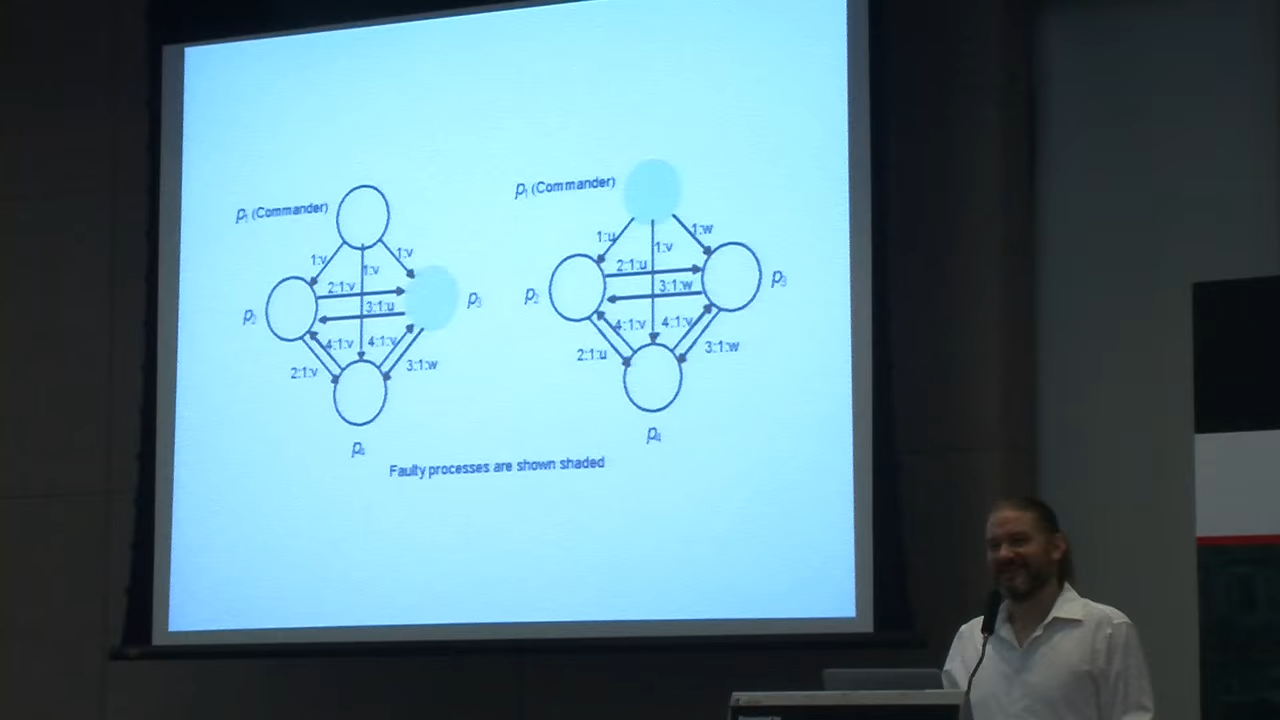 p₁ (Commander)
1:v
1:v
1:v
2:1:v
3:1:u
p₂
p₃
4:1:v
4:1:v
2:1:v
3:1:w
p₄
p₁ (Commander)
1:u
1:v
1:w
2:1:u
3:1:w
p₂
p₃
4:1:v
4:1:v
2:1:u
3:1:w
p₄
Faulty processes are shown shaded